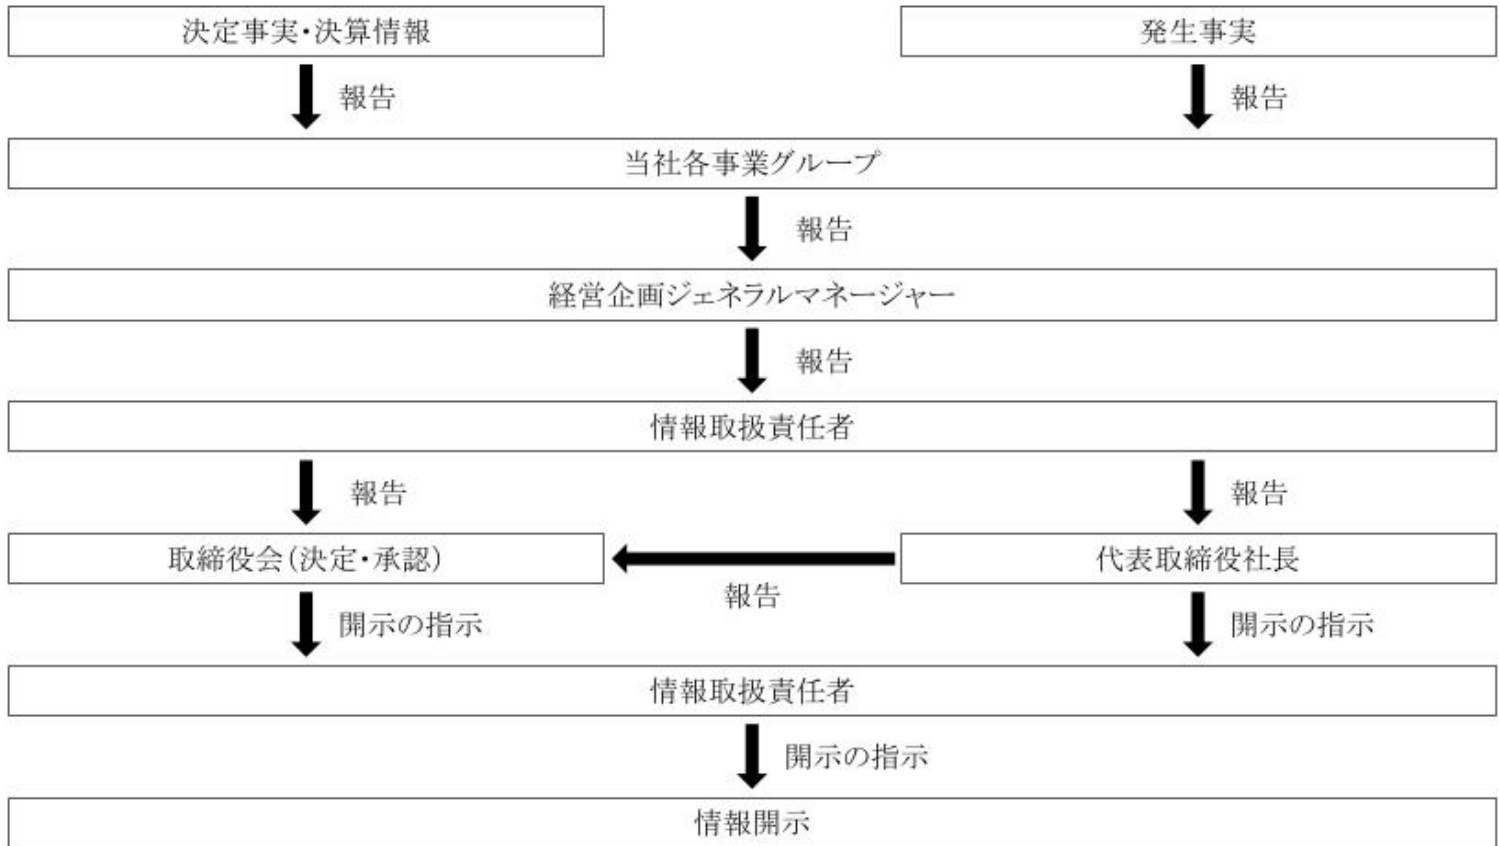 決定事実・決算情報
発生事実
報告
報告
当社各事業グループ
報告
経営企画ジェネラルマネージャー
報告
情報取扱責任者
報告
報告
取締役会(決定・承認)
代表取締役社長
報告
開示の指示
開示の指示
情報取扱責任者
開示の指示
情報開示